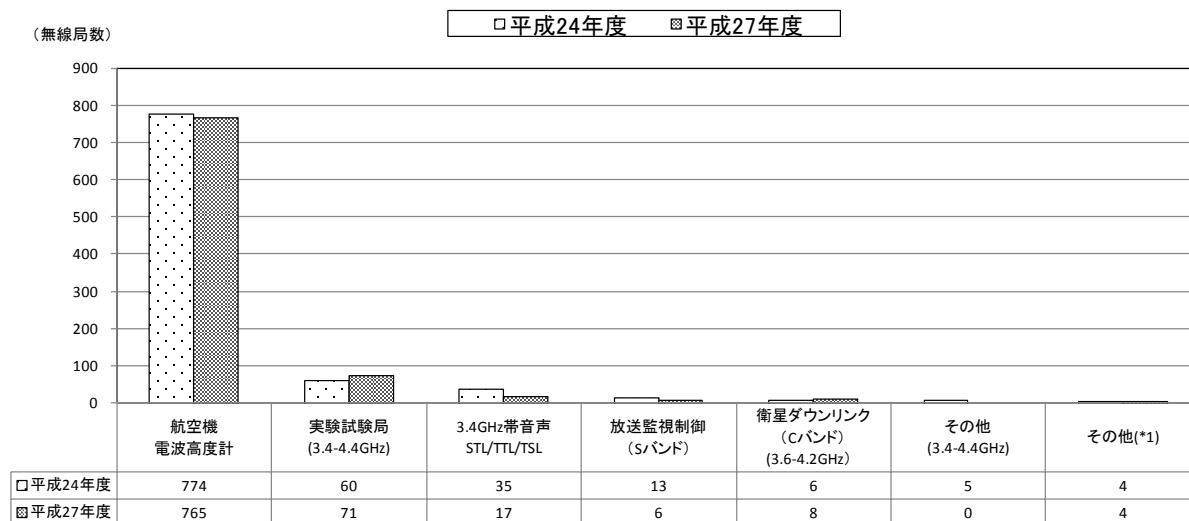 平成24年度 平成27年度
（無線局数）
900
800
700
600
500
400
300
200
100
0
航空機
電波高度計
実験試験局
(3.4-4.4GHz)
3.4GHz帯音声
STL/TTL/TSL
放送監視制御
（Sバンド）
衛星ダウンリンク
（Cバンド）
(3.6-4.2GHz）
その他
(3.4-4.4GHz)
その他(*1)
平成24年度 774 60 35 13 6 5 4
平成27年度 765 71 17 6 8 0 4